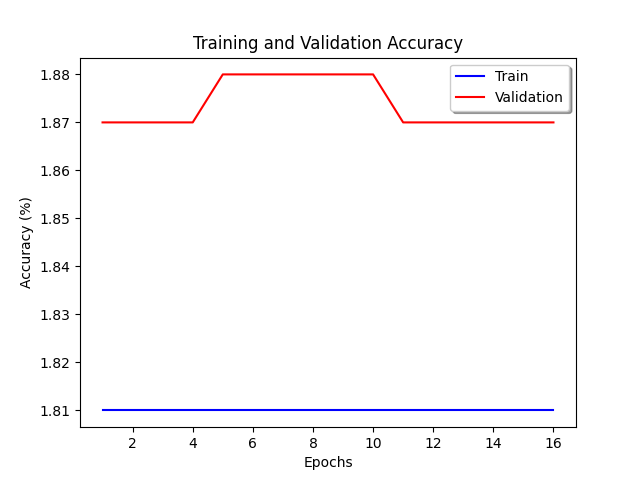 Training and Validation Accuracy
Train
Validation
Accuracy (%)
1.88
1.87
1.86
1.85
1.84
1.83
1.82
1.81
2 4 6 8 10 12 14 16
Epochs